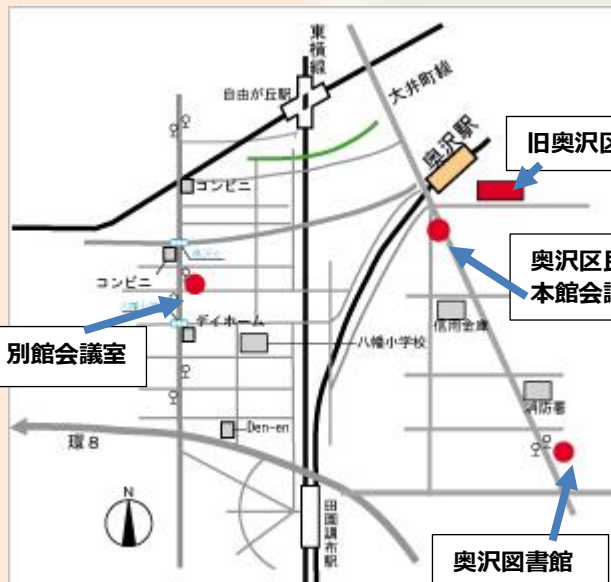 東横線
自由が丘駅
大井町線
奥沢駅
旧奥沢区
コンビニ
コンビニ
奥沢区民
本館会議
デイホーム
別館会議室
八幡小学校
信用金庫
消防署
Den-en
環8
N
田園調布駅
奥沢図書館